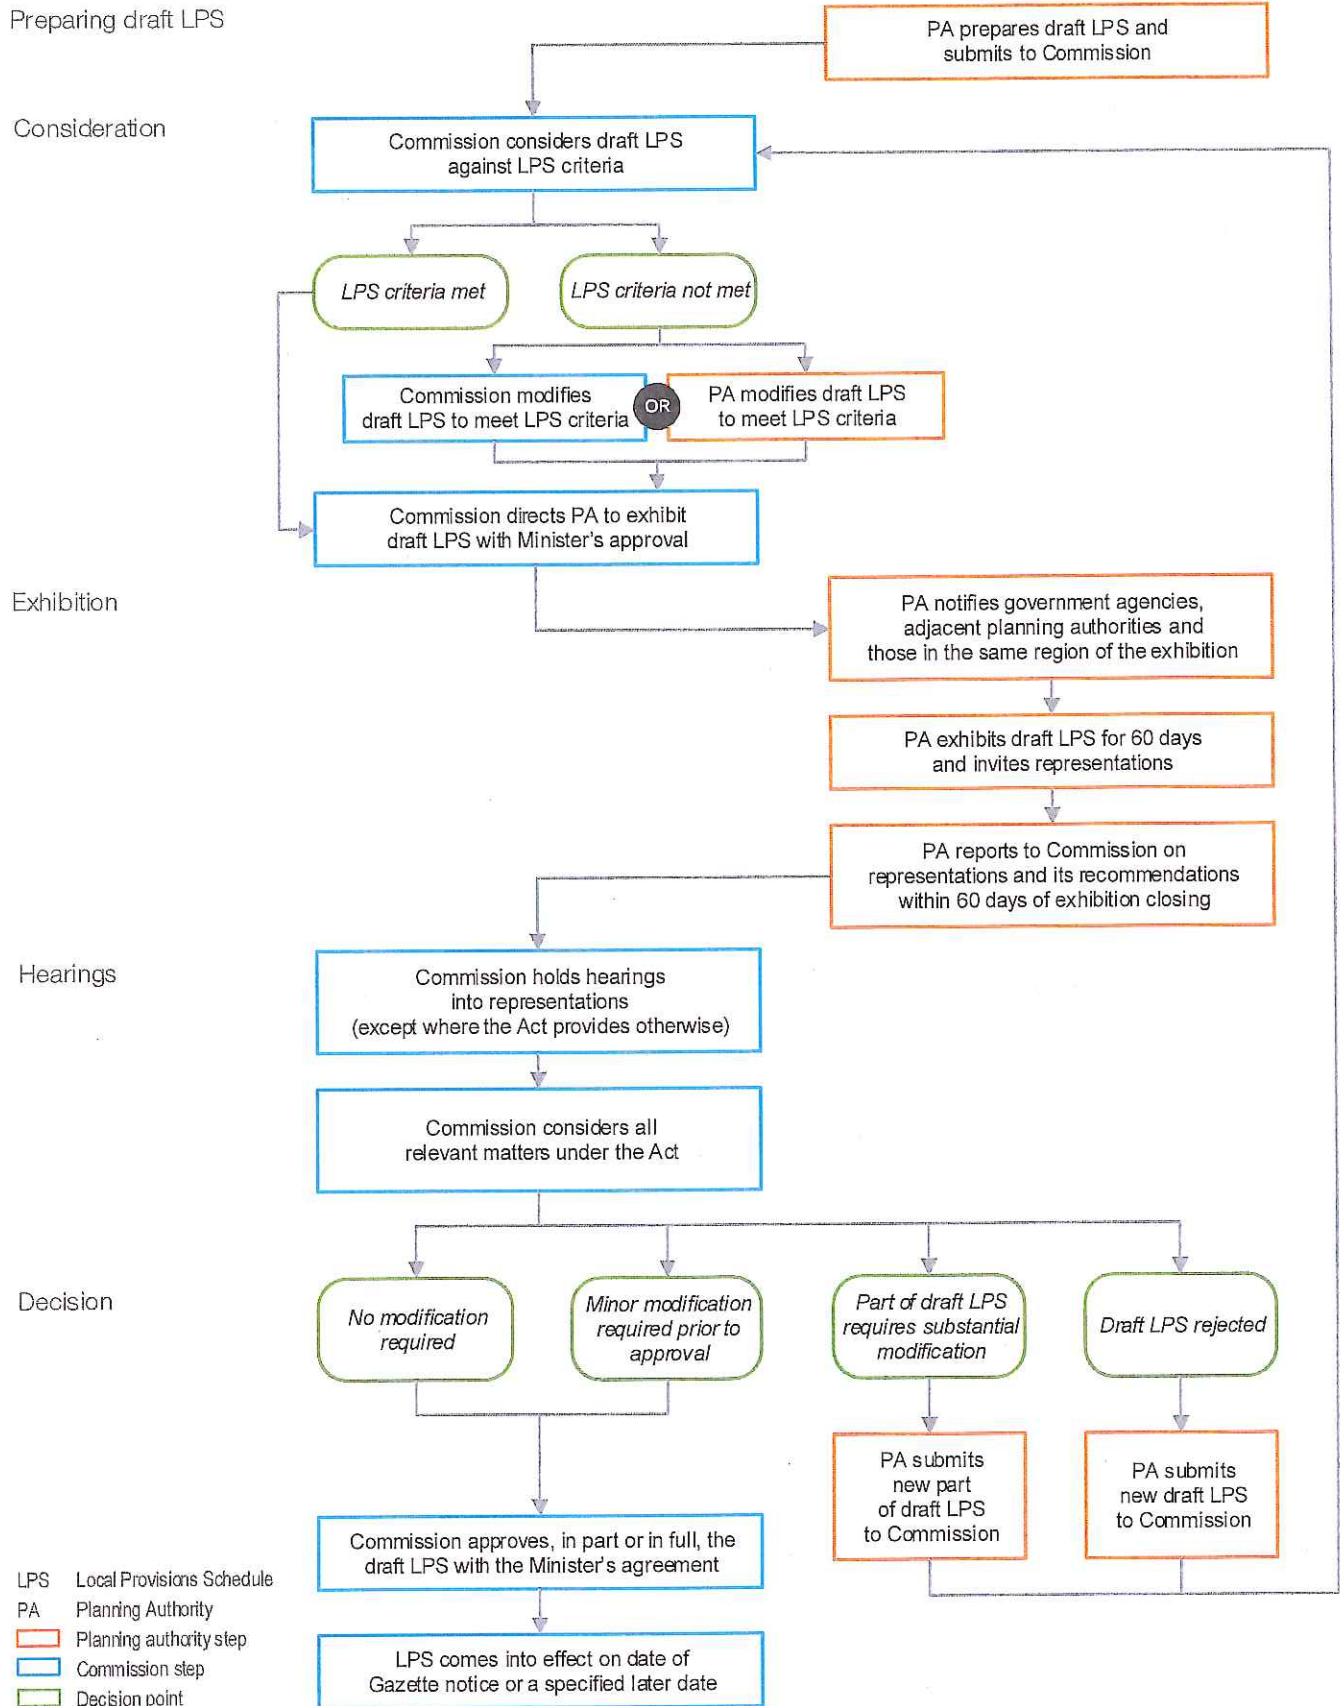 Preparing draft LPS
PA prepares draft LPS and
submits to Commission
Consideration
Commission considers draft LPS
against LPS criteria
LPS criteria met
LPS criteria not met
Commission modifies
draft LPS to meet LPS criteria
OR
PA modifies draft LPS
to meet LPS criteria
Commission directs PA to exhibit
draft LPS with Minister's approval
Exhibition
PA notifies government agencies,
adjacent planning authorities and
those in the same region of the exhibition
PA exhibits draft LPS for 60 days
and invites representations
PA reports to Commission on
representations and its recommendations
within 60 days of exhibition closing
Hearings
Commission holds hearings
into representations
(except where the Act provides otherwise)
Commission considers all
relevant matters under the Act
Decision
No modification
required
Minor modification
required prior to
approval
Part of draft LPS
requires substantial
modification
Draft LPS rejected
PA submits
new part
of draft LPS
to Commission
PA submits
new draft LPS
to Commission
Commission approves, in part or in full, the
draft LPS with the Minister's agreement
LPS comes into effect on date of
Gazette notice or a specified later date
LPS Local Provisions Schedule
PA Planning Authority
Planning authority step
Commission step
Decision point